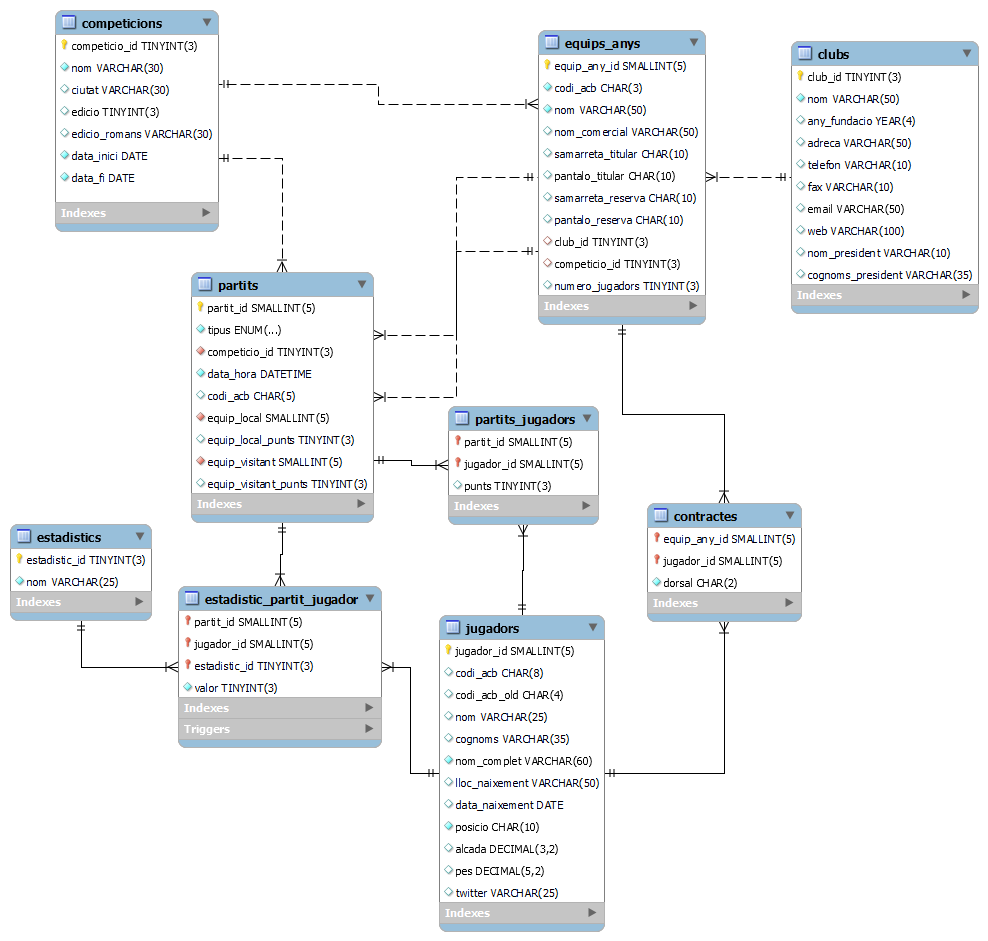 competicions
competicio_id TINYINT(3)
nom VARCHAR(30)
ciutat VARCHAR(30)
edicio TINYINT(3)
edicio_romans VARCHAR(30)
data_inici DATE
data_fi DATE
Indexes
equips_anys
equip_any_id SMALLINT(5)
codi_acb CHAR(3)
nom VARCHAR(50)
nom_comercial VARCHAR(50)
samarreta_titular CHAR(10)
pantalo_titular CHAR(10)
samarreta_reserva CHAR(10)
pantalo_reserva CHAR(10)
club_id TINYINT(3)
competicio_id TINYINT(3)
numero_jugadors TINYINT(3)
Indexes
clubs
club_id TINYINT(3)
nom VARCHAR(50)
any_fundacio YEAR(4)
adreca VARCHAR(50)
telefon VARCHAR(10)
fax VARCHAR(10)
email VARCHAR(50)
web VARCHAR(100)
nom_president VARCHAR(10)
cognoms_president VARCHAR(35)
Indexes
partits
partit_id SMALLINT(5)
tipus ENUM(...)
competicio_id TINYINT(3)
data_hora DATETIME
codi_acb CHAR(5)
equip_local SMALLINT(5)
equip_local_punts TINYINT(3)
equip_visitant SMALLINT(5)
equip_visitant_punts TINYINT(3)
Indexes
partits_jugadors
partit_id SMALLINT(5)
jugador_id SMALLINT(5)
punts TINYINT(3)
Indexes
contractes
equip_any_id SMALLINT(5)
jugador_id SMALLINT(5)
dorsal CHAR(2)
Indexes
estadistics
estadistic_id TINYINT(3)
nom VARCHAR(25)
Indexes
estadistic_partit_jugador
partit_id SMALLINT(5)
jugador_id SMALLINT(5)
estadistic_id TINYINT(3)
valor TINYINT(3)
Indexes
Triggers
jugadors
jugador_id SMALLINT(5)
codi_acb CHAR(8)
codi_acb_old CHAR(4)
nom VARCHAR(25)
cognoms VARCHAR(35)
nom_complet VARCHAR(60)
lloc_naixement VARCHAR(50)
data_naixement DATE
posicio CHAR(10)
alcada DECIMAL(3,2)
pes DECIMAL(5,2)
twitter VARCHAR(25)
Indexes